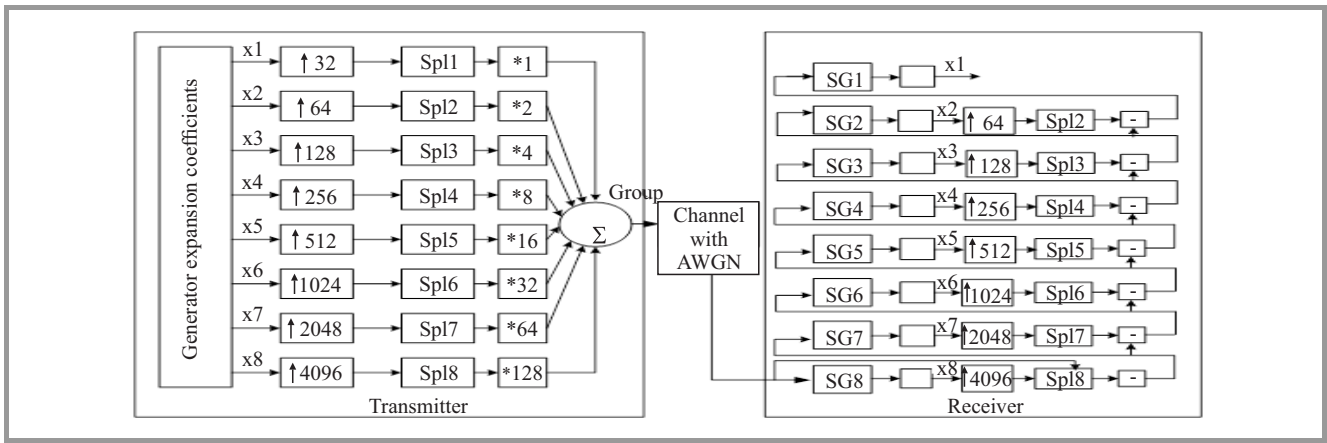 Generator expansion coefficients
x1 ↑ 32 Spl1 *1
x2 ↑ 64 Spl2 *2
x3 ↑128 Spl3 *4
x4 ↑256 Spl4 *8
x5 ↑512 Spl5 *16
x6 ↑1024 Spl6 *32
x7 ↑2048 Spl7 *64
x8 ↑4096 Spl8 *128
Transmitter
Σ
Group
Channel
with
AWGN
SG1 x1
SG2 x2 ↑ 64 Spl2 -
SG3 x3 ↑128 Spl3 -
SG4 x4 ↑256 Spl4 -
SG5 x5 ↑512 Spl5 -
SG6 x6 ↑1024 Spl6 -
SG7 x7 ↑2048 Spl7 -
SG8 x8 ↑4096 Spl8 -
Receiver